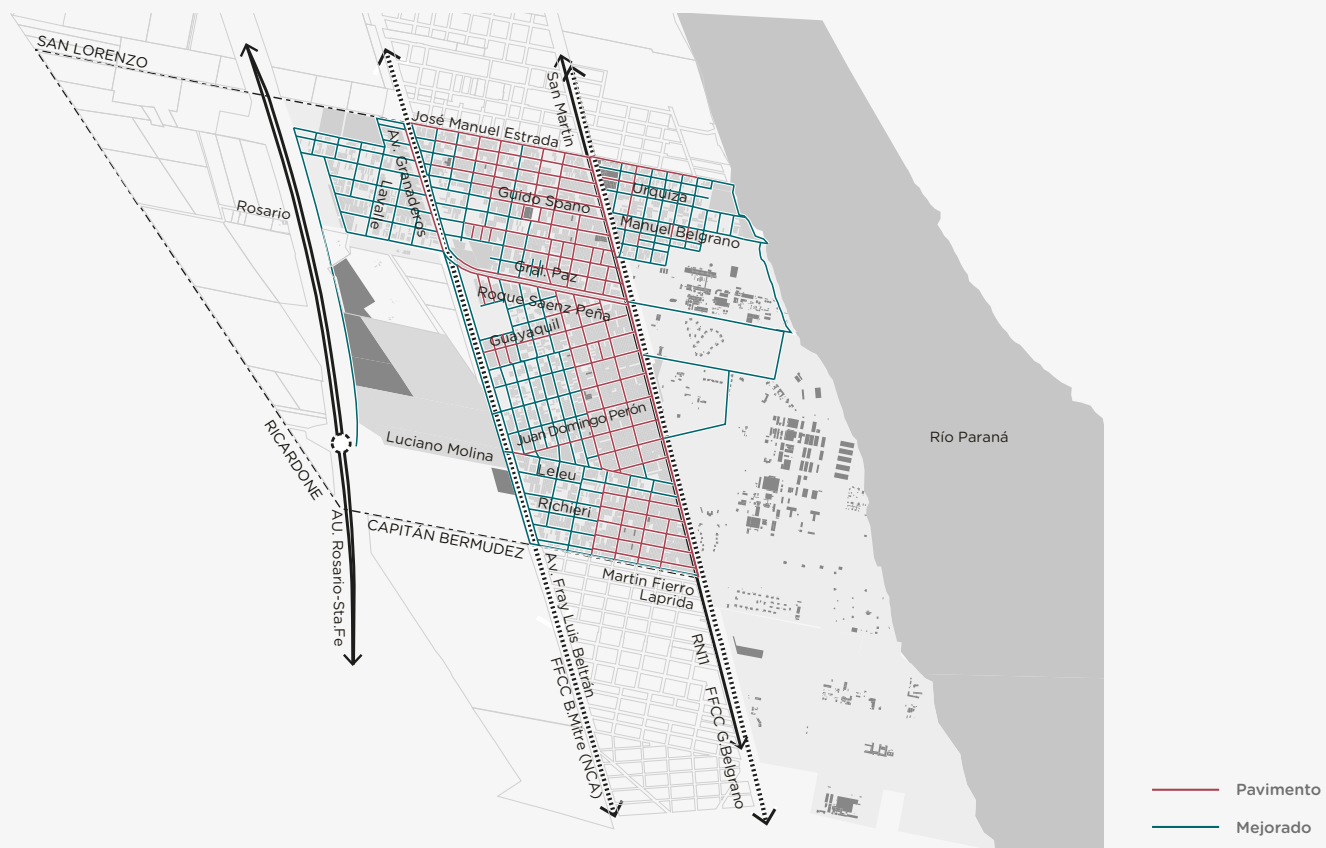 SAN LORENZO
San Martin
José Manuel Estrada
Av. Granaderos
Lavalle
Urquiza
Guido Spano
Rosario
Manuel Belgrano
Gral. Paz
Roque Saenz Peña
Guayaquil
Juan Domingo Perón
RICARDONE
Luciano Molina
Río Paraná
Leleu
Richieri
AU. Rosario-Sta.Fe
CAPITÁN BERMUDEZ
Martin Fierro
Laprida
Av. Fray Luis Beltrán
RN11
FFCC B.Mitre (NCA)
FFCC G.Belgrano
Pavimento
Mejorado